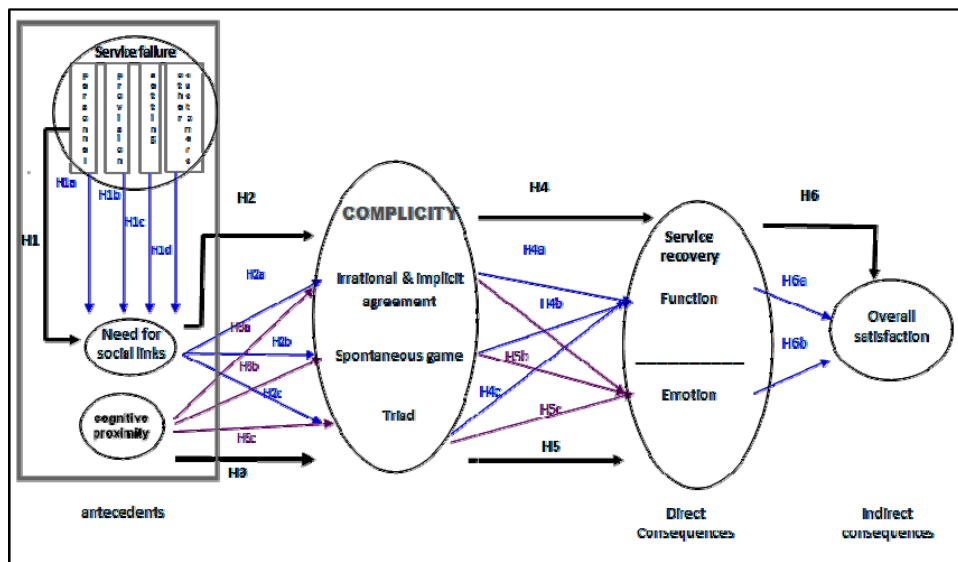 Service failure
personnel
provision
setting
other customers
H1a
H1b
H1c
H1d
H1
H2
H4
H6
COMPLICITY
Service
recovery
H2a
H4a
H6a
Irrational & implicit
agreement
Function
H3a
H4b
Need for
social links
H2b
Spontaneous game
H5b
Overall
satisfaction
H3b
H6b
H2c
H4c
Emotion
cognitive
proximity
Triad
H5c
H3
H5
antecedents
Direct
Consequences
Indirect
consequences